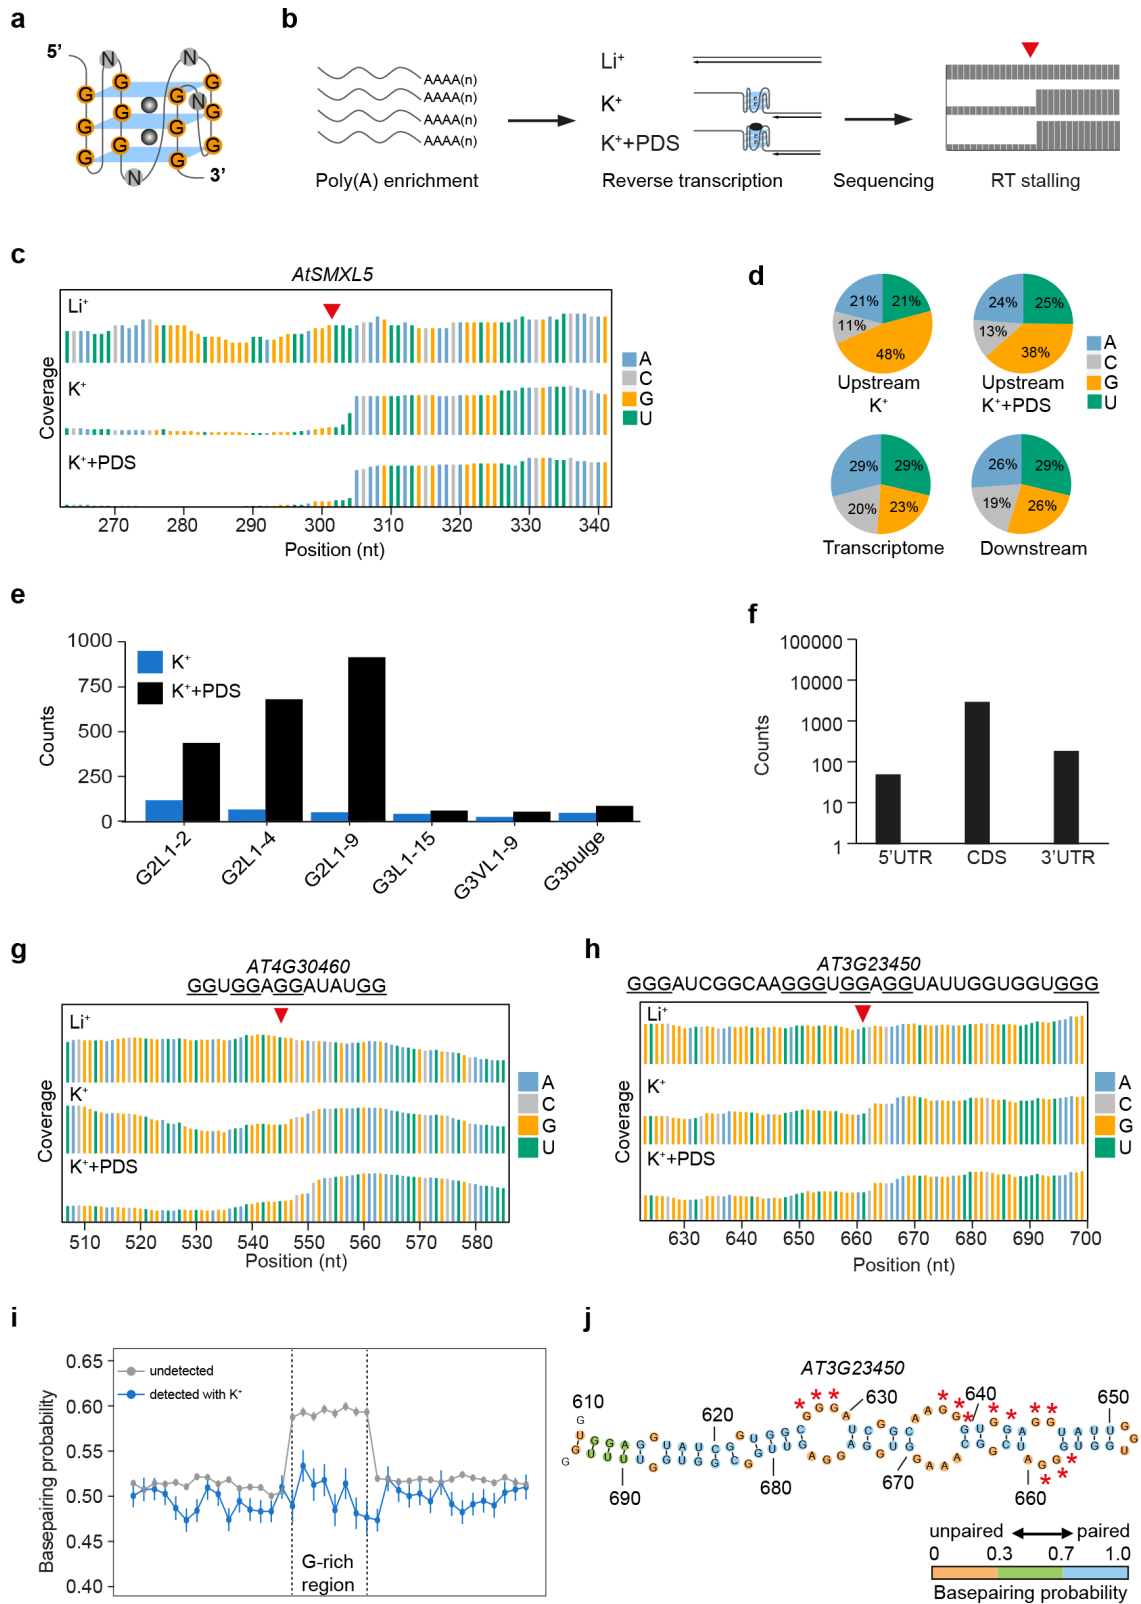 a
5’
N
N
G
G
G
G
G
N
G
G
G
G
G
G
G
N
3’
b
AAAA(n)
AAAA(n)
AAAA(n)
AAAA(n)
Poly(A) enrichment
Li⁺
K⁺
K⁺+PDS
Reverse transcription
Sequencing
RT stalling
c
AtSMXL5
Li⁺
K⁺
K⁺+PDS
Coverage
270 280 290 300 310 320 330 340
Position (nt)
A
C
G
U
d
21% 21%
11%
48%
Upstream
K⁺
24% 25%
13%
38%
Upstream
K⁺+PDS
A
C
G
U
29% 29%
20% 23%
Transcriptome
26% 29%
19% 26%
Downstream
e
1000
750
500
250
0
Counts
K⁺
K⁺+PDS
G2L1-2
G2L1-4
G2L1-9
G3L1-15
G3VL1-9
G3bulge
f
100000
10000
1000
100
10
1
Counts
5’UTR CDS 3’UTR
g
AT4G30460
GGUGGAGGAUAUGG
Li⁺
K⁺
K⁺+PDS
Coverage
510 520 530 540 550 560 570 580
Position (nt)
A
C
G
U
h
AT3G23450
GGGAUCGGCAAGGGUGGAGGUAUUGGUGGUGGG
Li⁺
K⁺
K⁺+PDS
Coverage
630 640 650 660 670 680 690 700
Position (nt)
A
C
G
U
i
0.65
0.60
0.55
0.50
0.45
0.40
Basepairing probability
undetected
detected with K⁺
G-rich
region
j
AT3G23450
610
620
630
640
650
660
670
680
690
unpaired paired
0 0.3 0.7 1.0
Basepairing probability